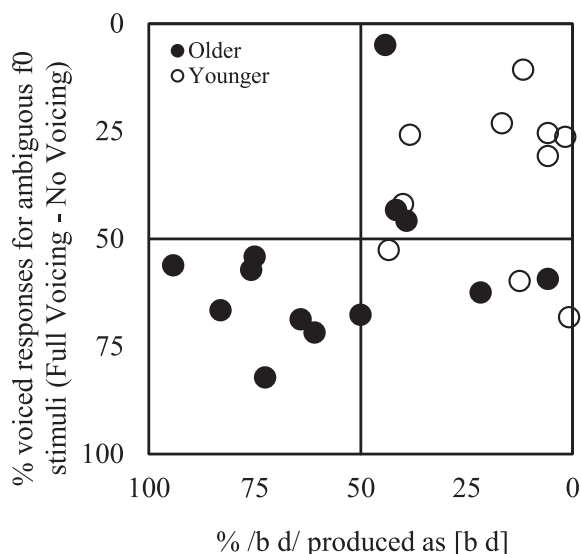 % voiced responses for ambiguous f0
stimuli (Full Voicing - No Voicing)
0
25
50
75
100
Older
Younger
100
75
50
25
0
% /b d/ produced as [b d]